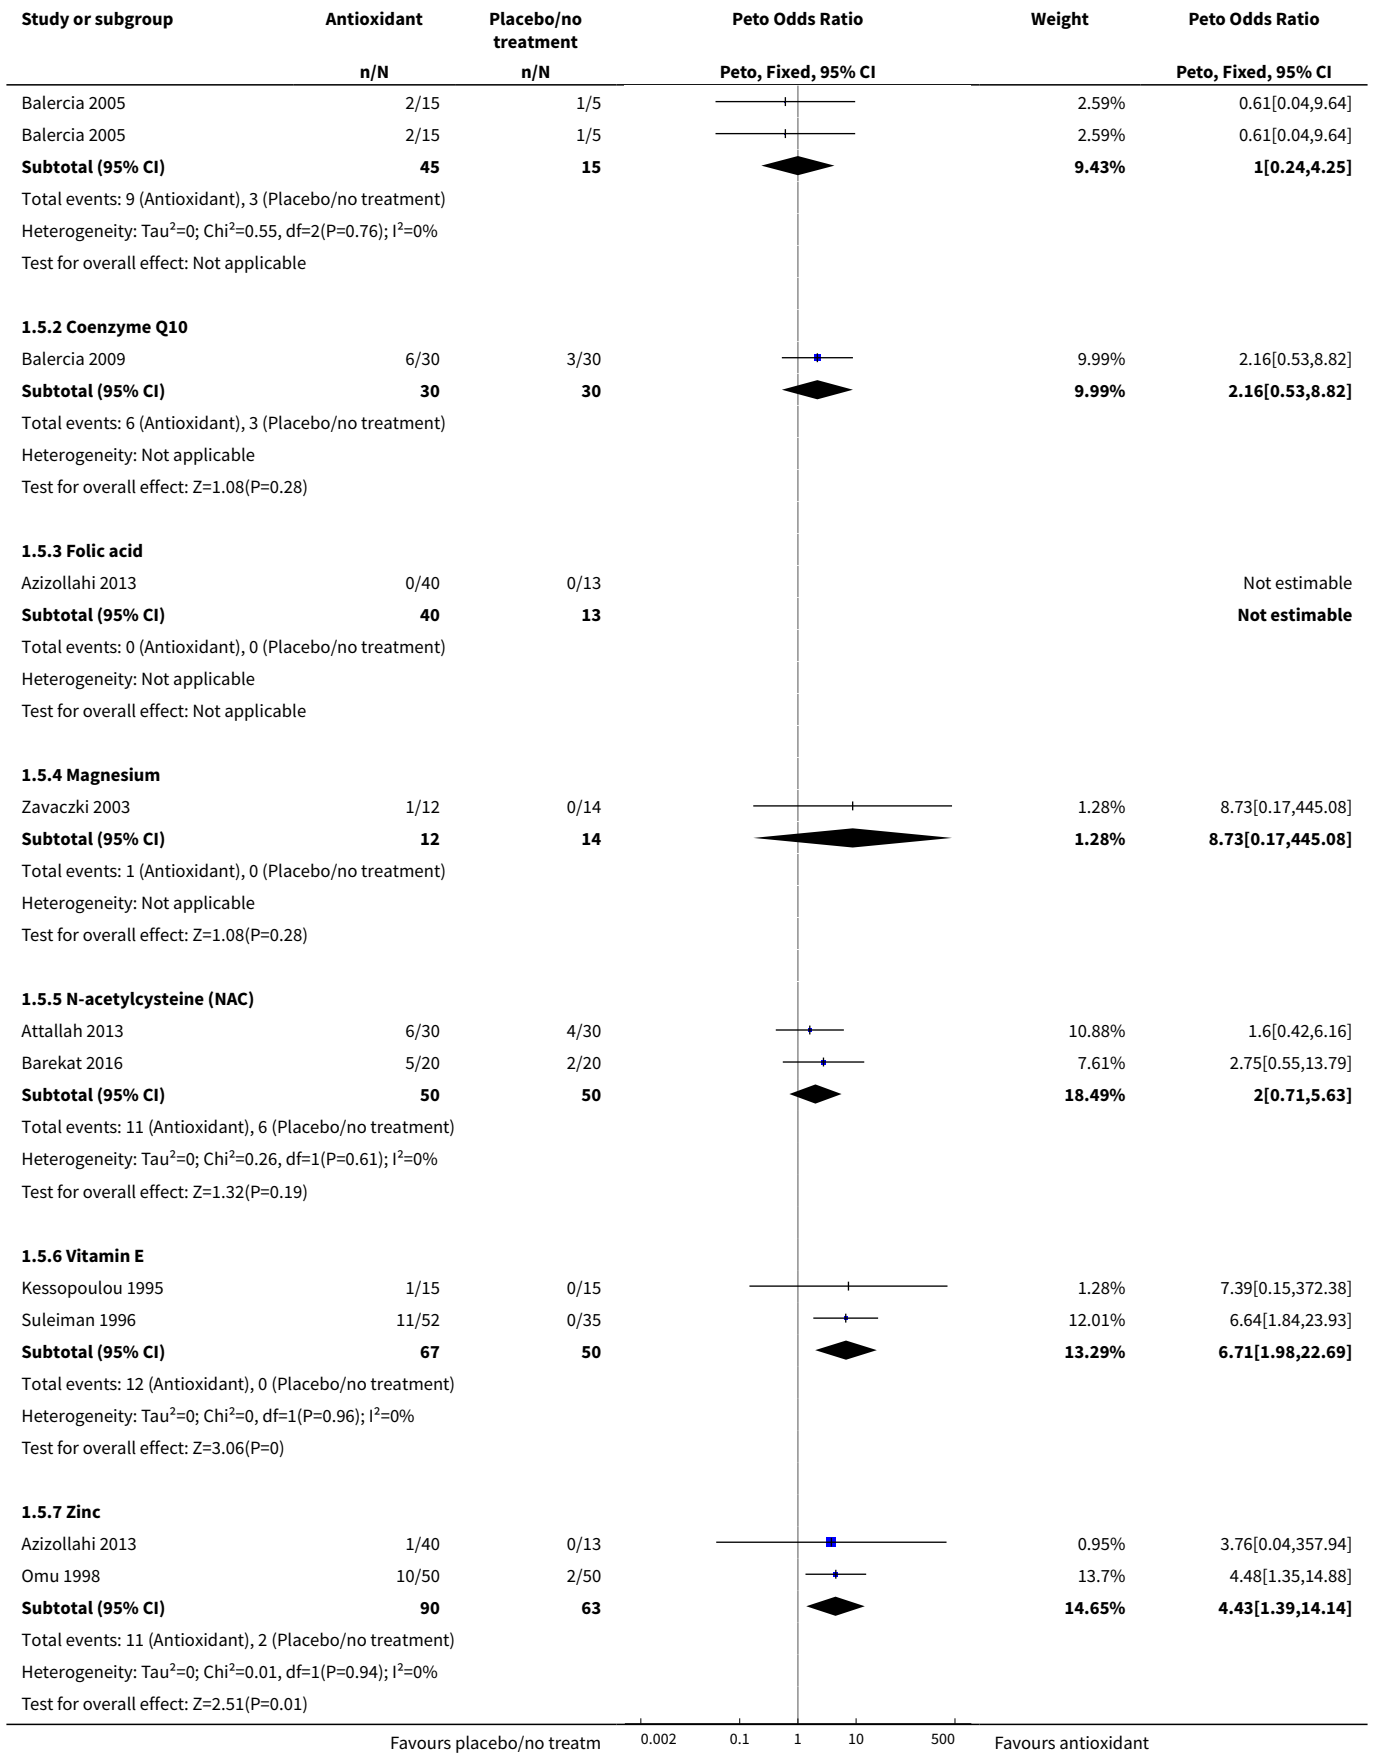 Study or subgroup Antioxidant Placebo/no treatment Peto Odds Ratio Weight Peto Odds Ratio
n/N n/N Peto, Fixed, 95% CI Peto, Fixed, 95% CI
Balercia 2005 2/15 1/5 2.59% 0.61[0.04,9.64]
Balercia 2005 2/15 1/5 2.59% 0.61[0.04,9.64]
Subtotal (95% CI) 45 15 9.43% 1[0.24,4.25]
Total events: 9 (Antioxidant), 3 (Placebo/no treatment)
Heterogeneity: Tau²=0; Chi²=0.55, df=2(P=0.76); I²=0%
Test for overall effect: Not applicable
1.5.2 Coenzyme Q10
Balercia 2009 6/30 3/30 9.99% 2.16[0.53,8.82]
Subtotal (95% CI) 30 30 9.99% 2.16[0.53,8.82]
Total events: 6 (Antioxidant), 3 (Placebo/no treatment)
Heterogeneity: Not applicable
Test for overall effect: Z=1.08(P=0.28)
1.5.3 Folic acid
Azizollahi 2013 0/40 0/13 Not estimable
Subtotal (95% CI) 40 13 Not estimable
Total events: 0 (Antioxidant), 0 (Placebo/no treatment)
Heterogeneity: Not applicable
Test for overall effect: Not applicable
1.5.4 Magnesium
Zavaczki 2003 1/12 0/14 1.28% 8.73[0.17,445.08]
Subtotal (95% CI) 12 14 1.28% 8.73[0.17,445.08]
Total events: 1 (Antioxidant), 0 (Placebo/no treatment)
Heterogeneity: Not applicable
Test for overall effect: Z=1.08(P=0.28)
1.5.5 N-acetylcysteine (NAC)
Attallah 2013 6/30 4/30 10.88% 1.6[0.42,6.16]
Barekat 2016 5/20 2/20 7.61% 2.75[0.55,13.79]
Subtotal (95% CI) 50 50 18.49% 2[0.71,5.63]
Total events: 11 (Antioxidant), 6 (Placebo/no treatment)
Heterogeneity: Tau²=0; Chi²=0.26, df=1(P=0.61); I²=0%
Test for overall effect: Z=1.32(P=0.19)
1.5.6 Vitamin E
Kessopoulou 1995 1/15 0/15 1.28% 7.39[0.15,372.38]
Suleiman 1996 11/52 0/35 12.01% 6.64[1.84,23.93]
Subtotal (95% CI) 67 50 13.29% 6.71[1.98,22.69]
Total events: 12 (Antioxidant), 0 (Placebo/no treatment)
Heterogeneity: Tau²=0; Chi²=0, df=1(P=0.96); I²=0%
Test for overall effect: Z=3.06(P=0)
1.5.7 Zinc
Azizollahi 2013 1/40 0/13 0.95% 3.76[0.04,357.94]
Omu 1998 10/50 2/50 13.7% 4.48[1.35,14.88]
Subtotal (95% CI) 90 63 14.65% 4.43[1.39,14.14]
Total events: 11 (Antioxidant), 2 (Placebo/no treatment)
Heterogeneity: Tau²=0; Chi²=0.01, df=1(P=0.94); I²=0%
Test for overall effect: Z=2.51(P=0.01)
Favours placebo/no treatm 0.002 0.1 1 10 500 Favours antioxidant